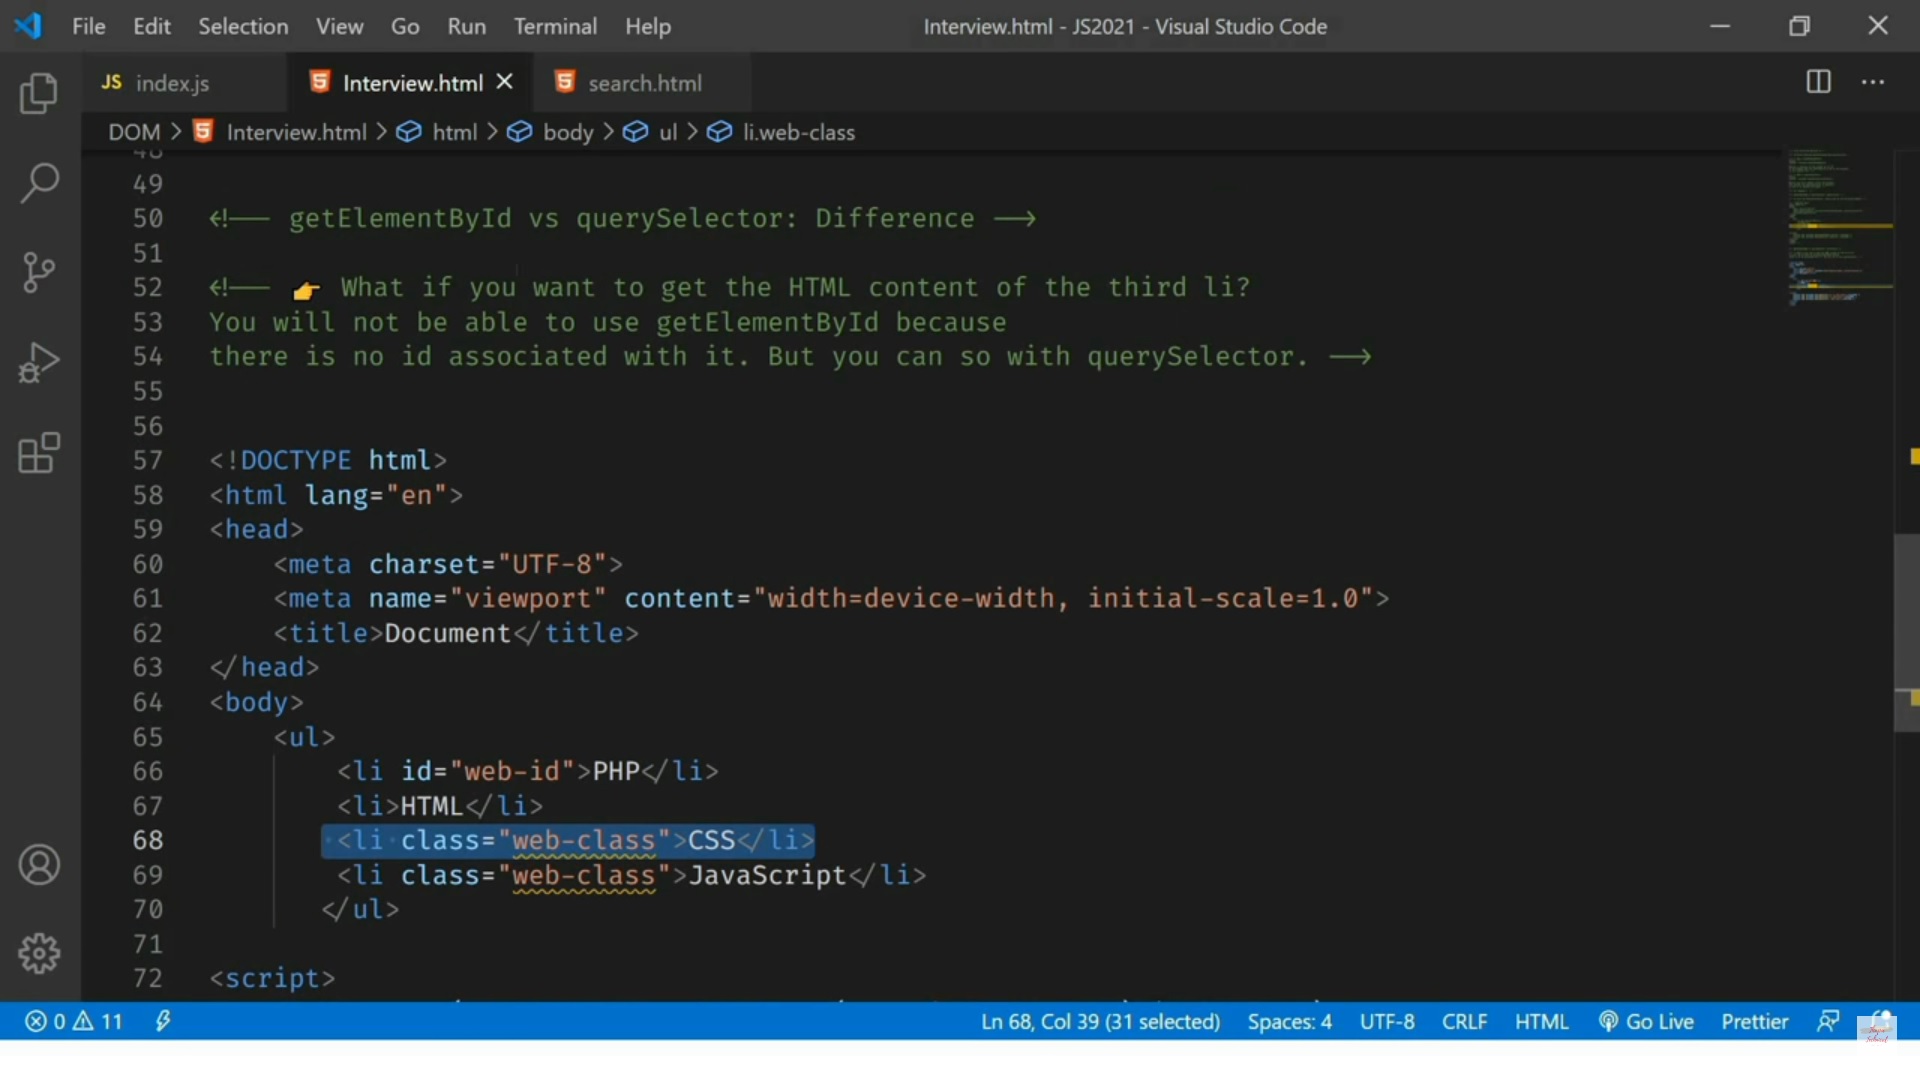 File Edit Selection View Go Run Terminal Help Interview.html - JS2021 - Visual Studio Code
JS index.js Interview.html search.html
DOM > Interview.html > html > body > ul > li.web-class
48
49
50 <!-- getElementById vs querySelector: Difference -->
51
52 <!-- 👉 What if you want to get the HTML content of the third li?
53 You will not be able to use getElementById because
54 there is no id associated with it. But you can so with querySelector. -->
55
56
57 <!DOCTYPE html>
58 <html lang="en">
59 <head>
60 <meta charset="UTF-8">
61 <meta name="viewport" content="width=device-width, initial-scale=1.0">
62 <title>Document</title>
63 </head>
64 <body>
65 <ul>
66 <li id="web-id">PHP</li>
67 <li>HTML</li>
68 <li class="web-class">CSS</li>
69 <li class="web-class">JavaScript</li>
70 </ul>
71
72 <script>
0 11 Ln 68, Col 39 (31 selected) Spaces: 4 UTF-8 CRLF HTML Go Live Prettier